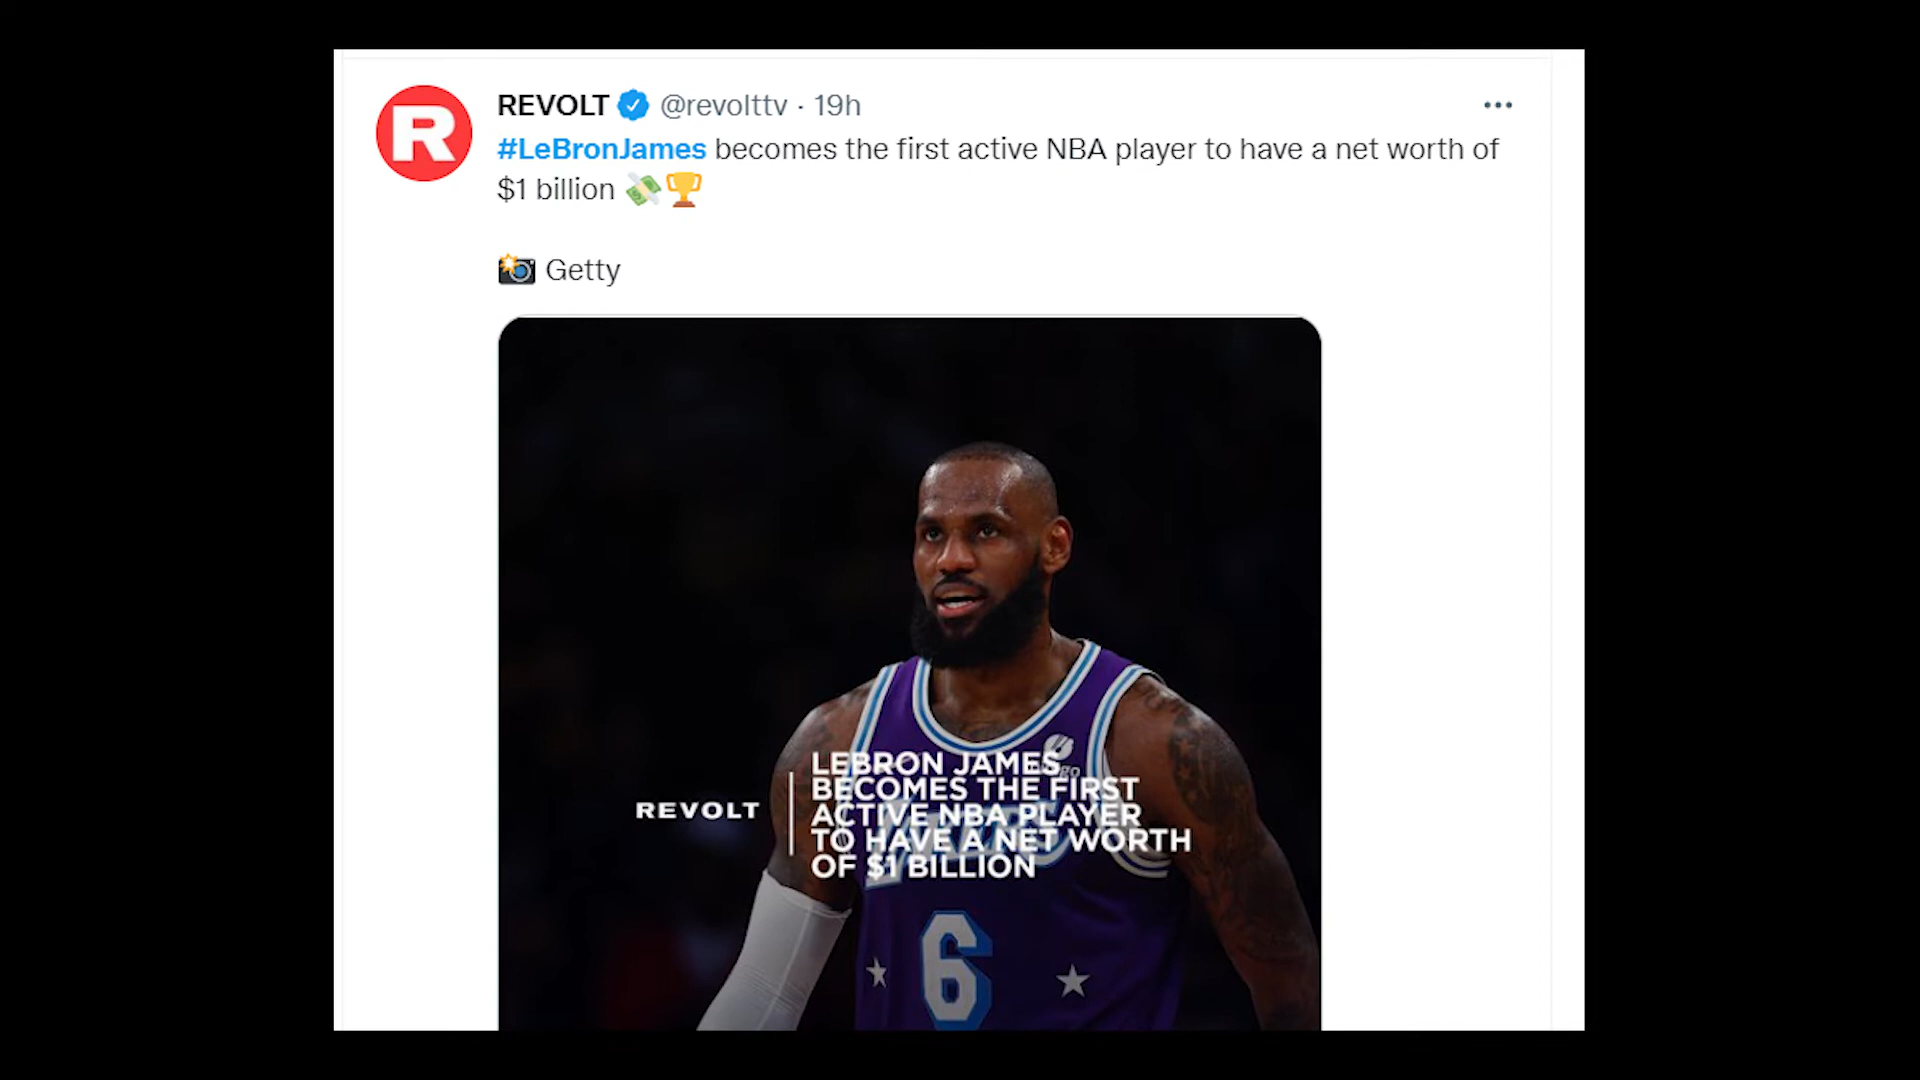 R
REVOLT @revolttv · 19h
#LeBronJames becomes the first active NBA player to have a net worth of
$1 billion 💸🏆
📸 Getty
REVOLT
LEBRON JAMES
BECOMES THE FIRST
ACTIVE NBA PLAYER
TO HAVE A NET WORTH
OF $1 BILLION
6